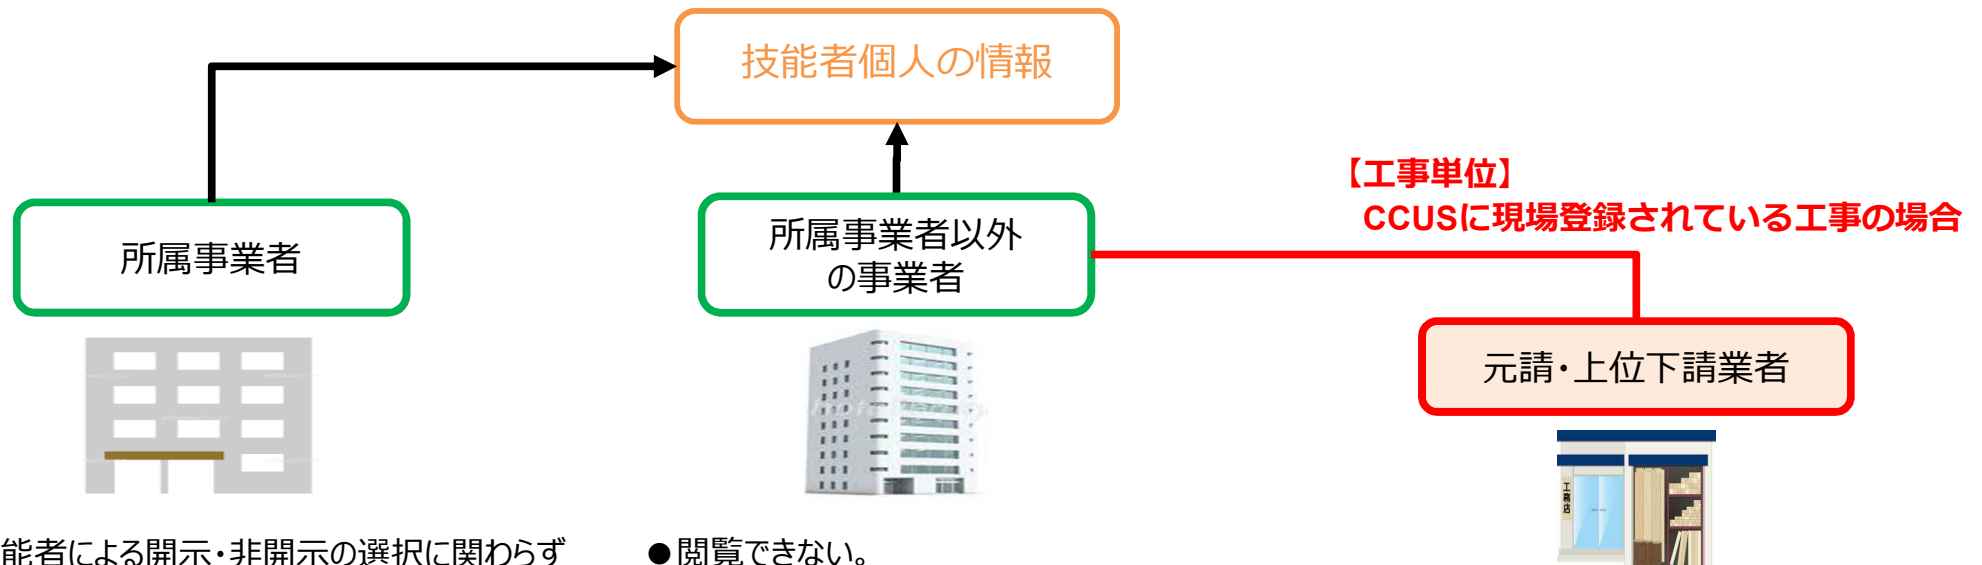 技能者個人の情報
【工事単位】
CCUSに現場登録されている工事の場合
所属事業者
所属事業者以外
の事業者
元請・上位下請業者
工務店
能者による開示・非開示の選択に関わらず
●閲覧できない。